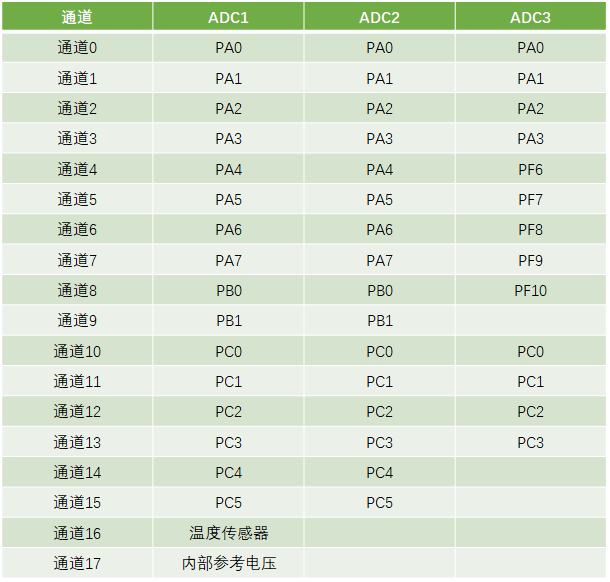 通道 ADC1 ADC2 ADC3
通道0 PA0 PA0 PA0
通道1 PA1 PA1 PA1
通道2 PA2 PA2 PA2
通道3 PA3 PA3 PA3
通道4 PA4 PA4 PF6
通道5 PA5 PA5 PF7
通道6 PA6 PA6 PF8
通道7 PA7 PA7 PF9
通道8 PB0 PB0 PF10
通道9 PB1 PB1
通道10 PC0 PC0 PC0
通道11 PC1 PC1 PC1
通道12 PC2 PC2 PC2
通道13 PC3 PC3 PC3
通道14 PC4 PC4
通道15 PC5 PC5
通道16 温度传感器
通道17 内部参考电压